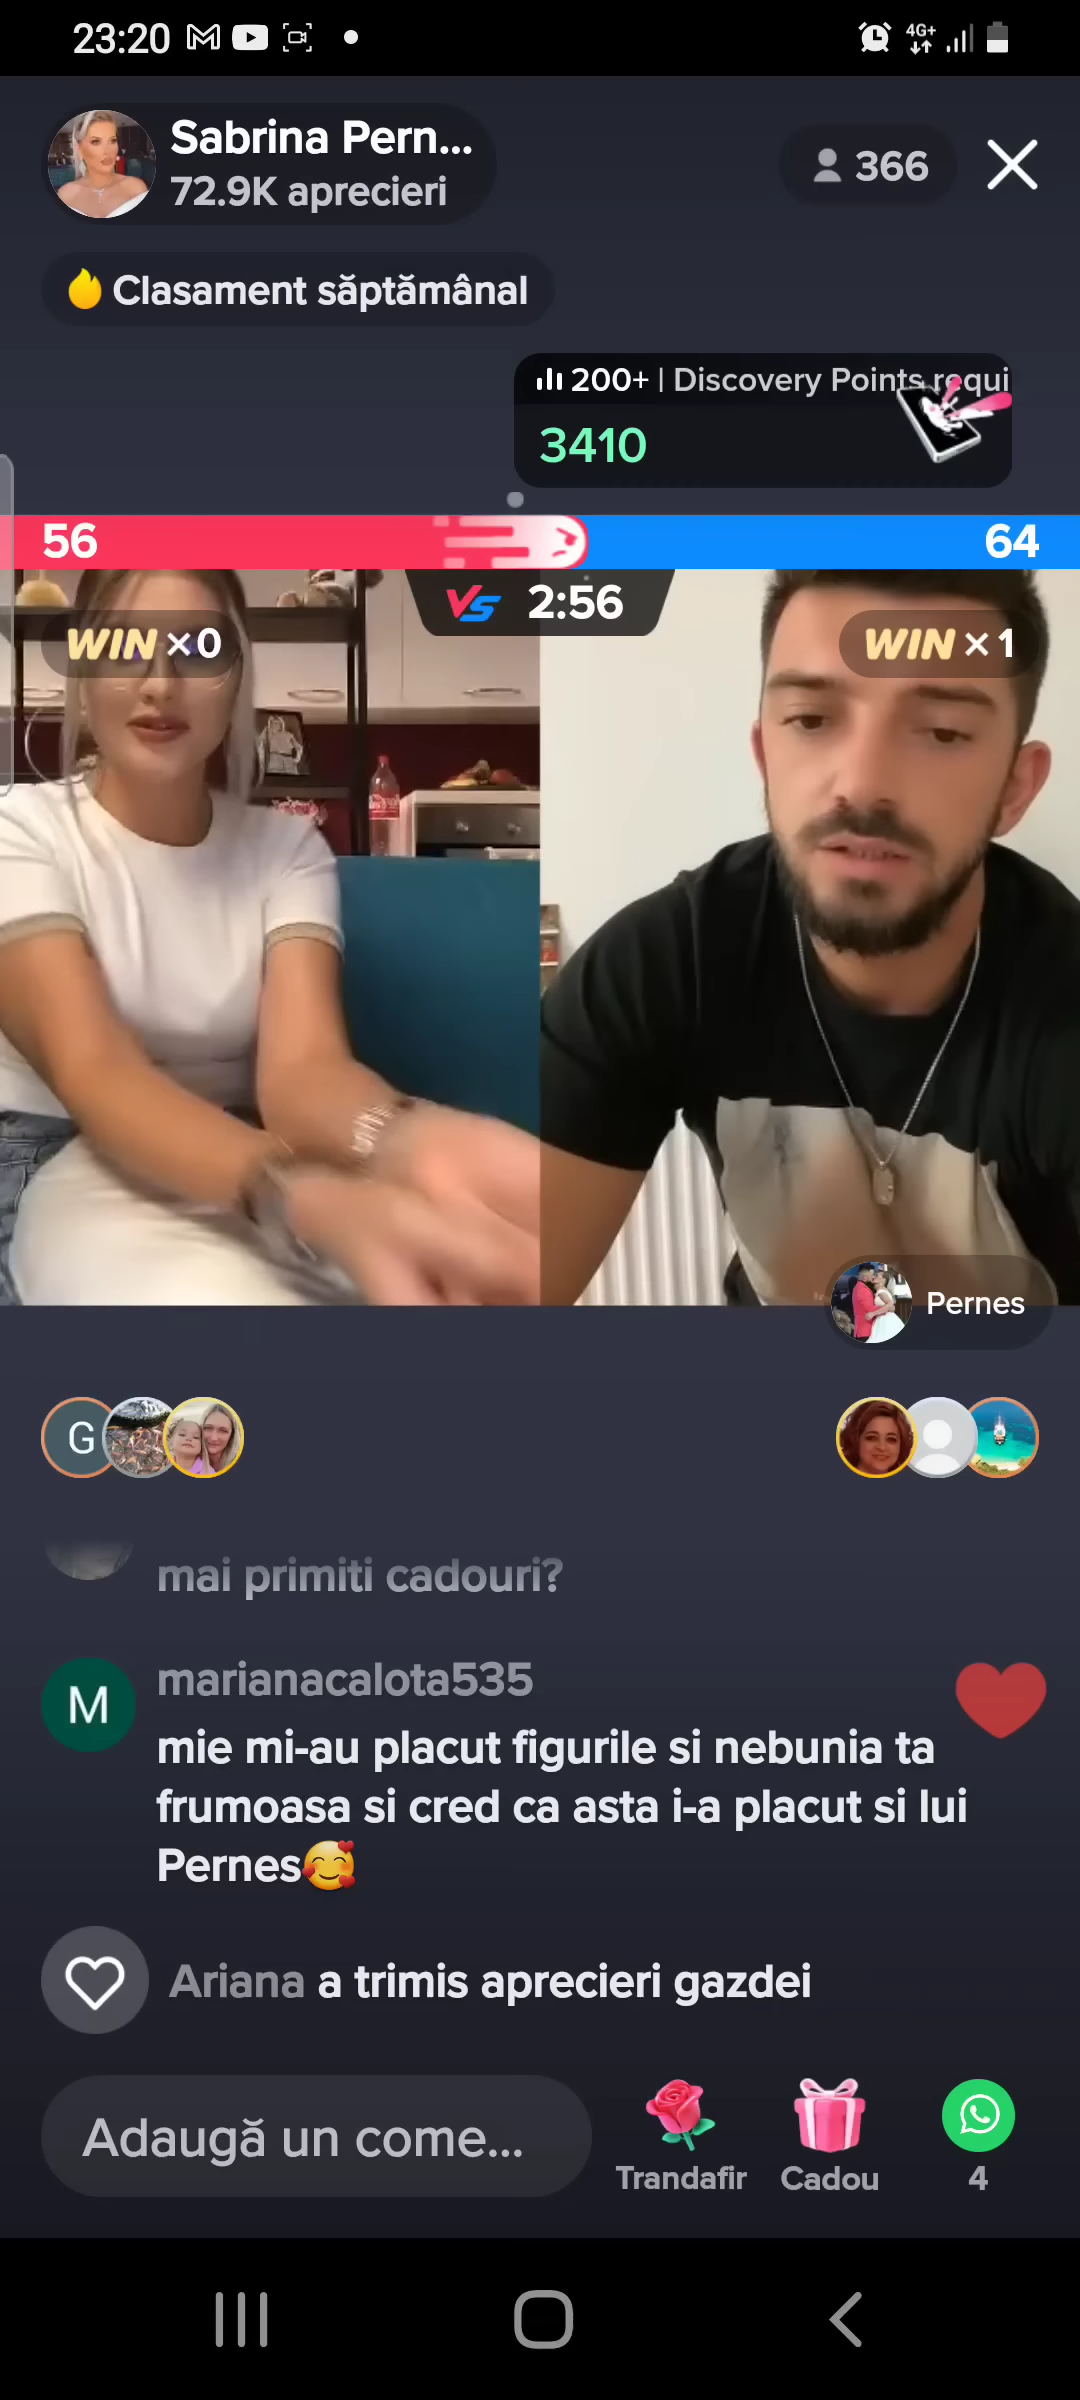 23:20
4G+
Sabrina Pern...
72.9K aprecieri
366
Clasament săptămânal
200+ | Discovery Points requi
3410
56
64
VS 2:56
WIN ×0
WIN ×1
Pernes
G
mai primiti cadouri?
M
marianacalota535
mie mi-au placut figurile si nebunia ta
frumoasa si cred ca asta i-a placut si lui
Pernes🥰
Ariana a trimis aprecieri gazdei
Adaugă un come...
Trandafir
Cadou
4